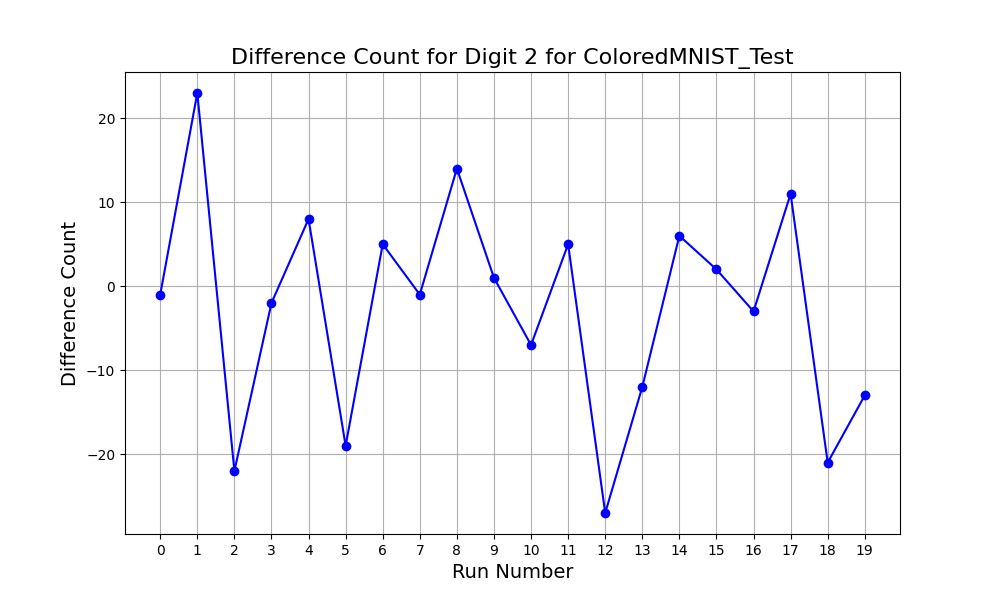 Difference Count for Digit 2 for ColoredMNIST_Test
Difference Count
20
10
0
−10
−20
0 1 2 3 4 5 6 7 8 9 10 11 12 13 14 15 16 17 18 19
Run Number